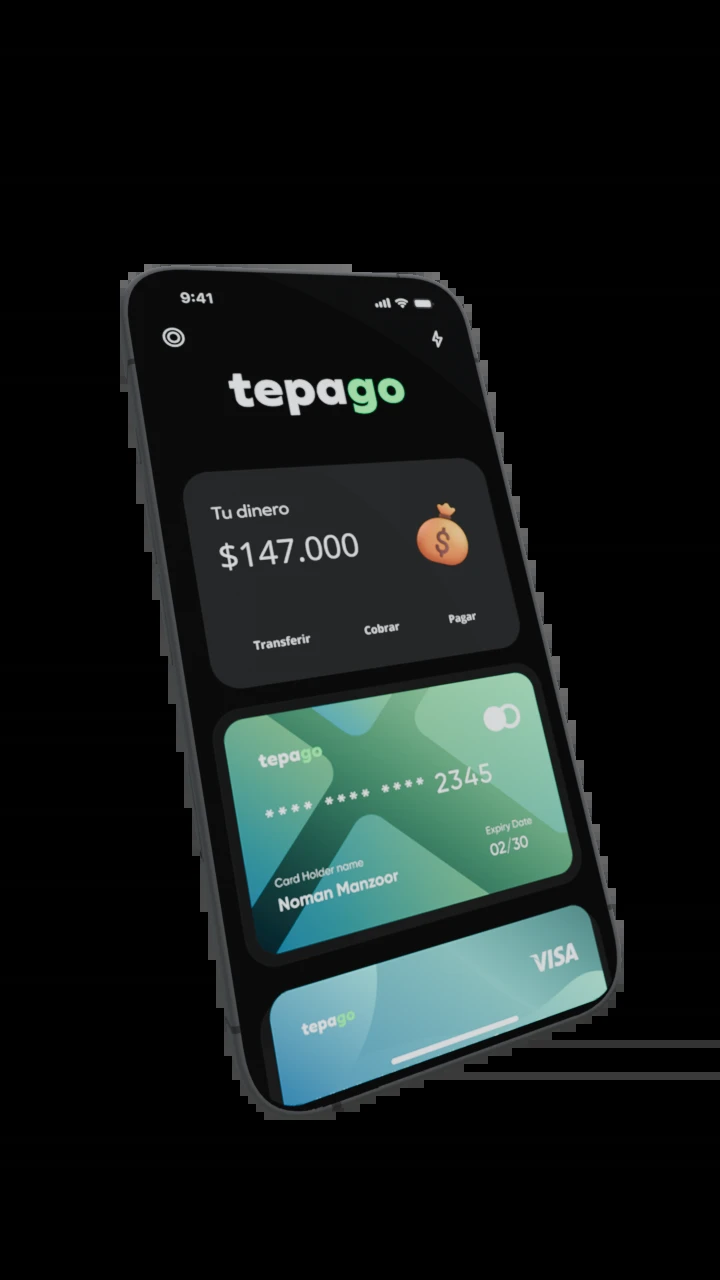 9:41
tepago
Tu dinero
$147.000
Transferir Cobrar Pagar
tepago
**** **** **** 2345
Expiry Date
02/30
Card Holder name
Noman Manzoor
VISA
tepago